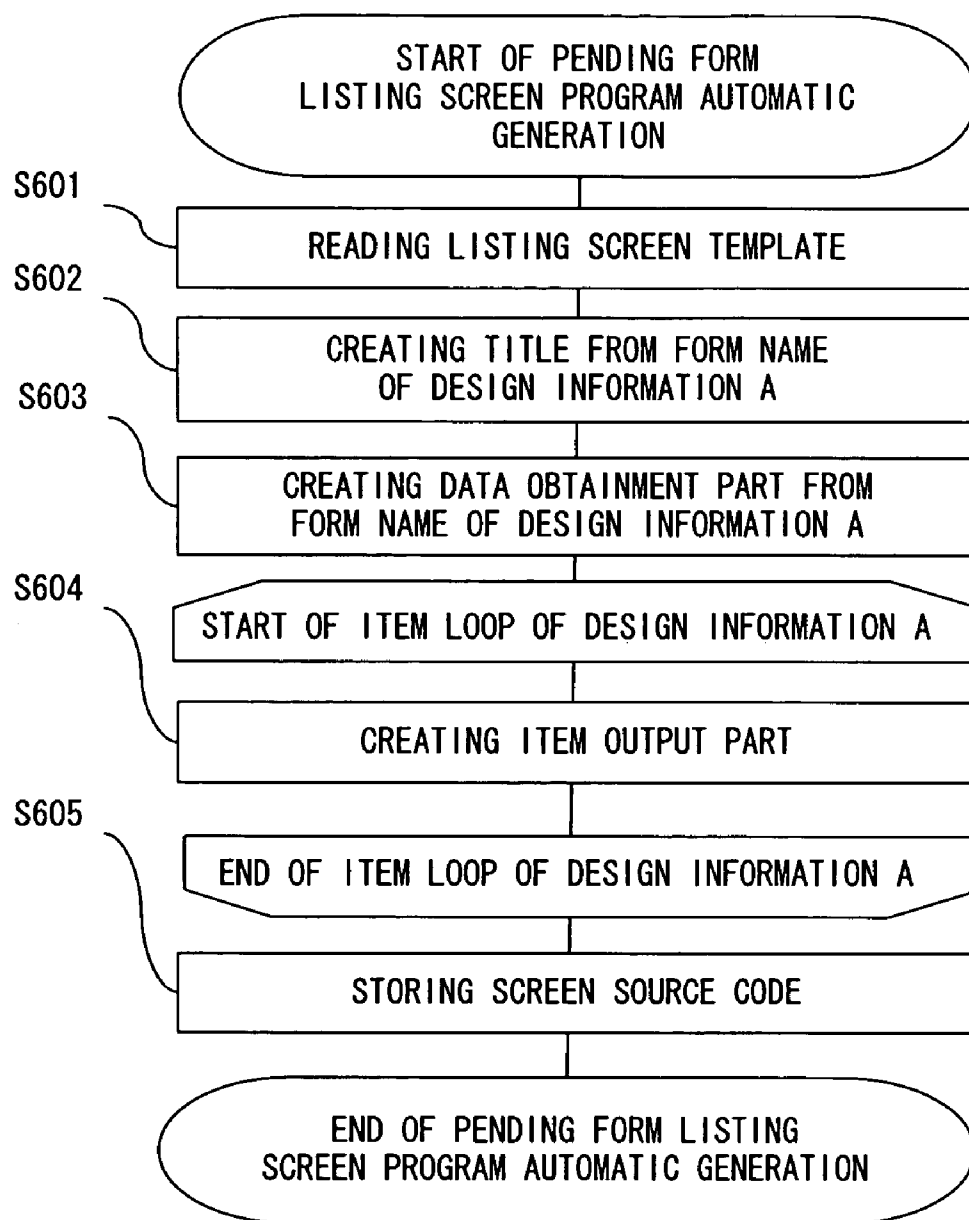 START OF PENDING FORM
LISTING SCREEN PROGRAM AUTOMATIC
GENERATION
S601
READING LISTING SCREEN TEMPLATE
S602
CREATING TITLE FROM FORM NAME
OF DESIGN INFORMATION A
S603
CREATING DATA OBTAINMENT PART FROM
FORM NAME OF DESIGN INFORMATION A
START OF ITEM LOOP OF DESIGN INFORMATION A
S604
CREATING ITEM OUTPUT PART
END OF ITEM LOOP OF DESIGN INFORMATION A
S605
STORING SCREEN SOURCE CODE
END OF PENDING FORM LISTING
SCREEN PROGRAM AUTOMATIC GENERATION